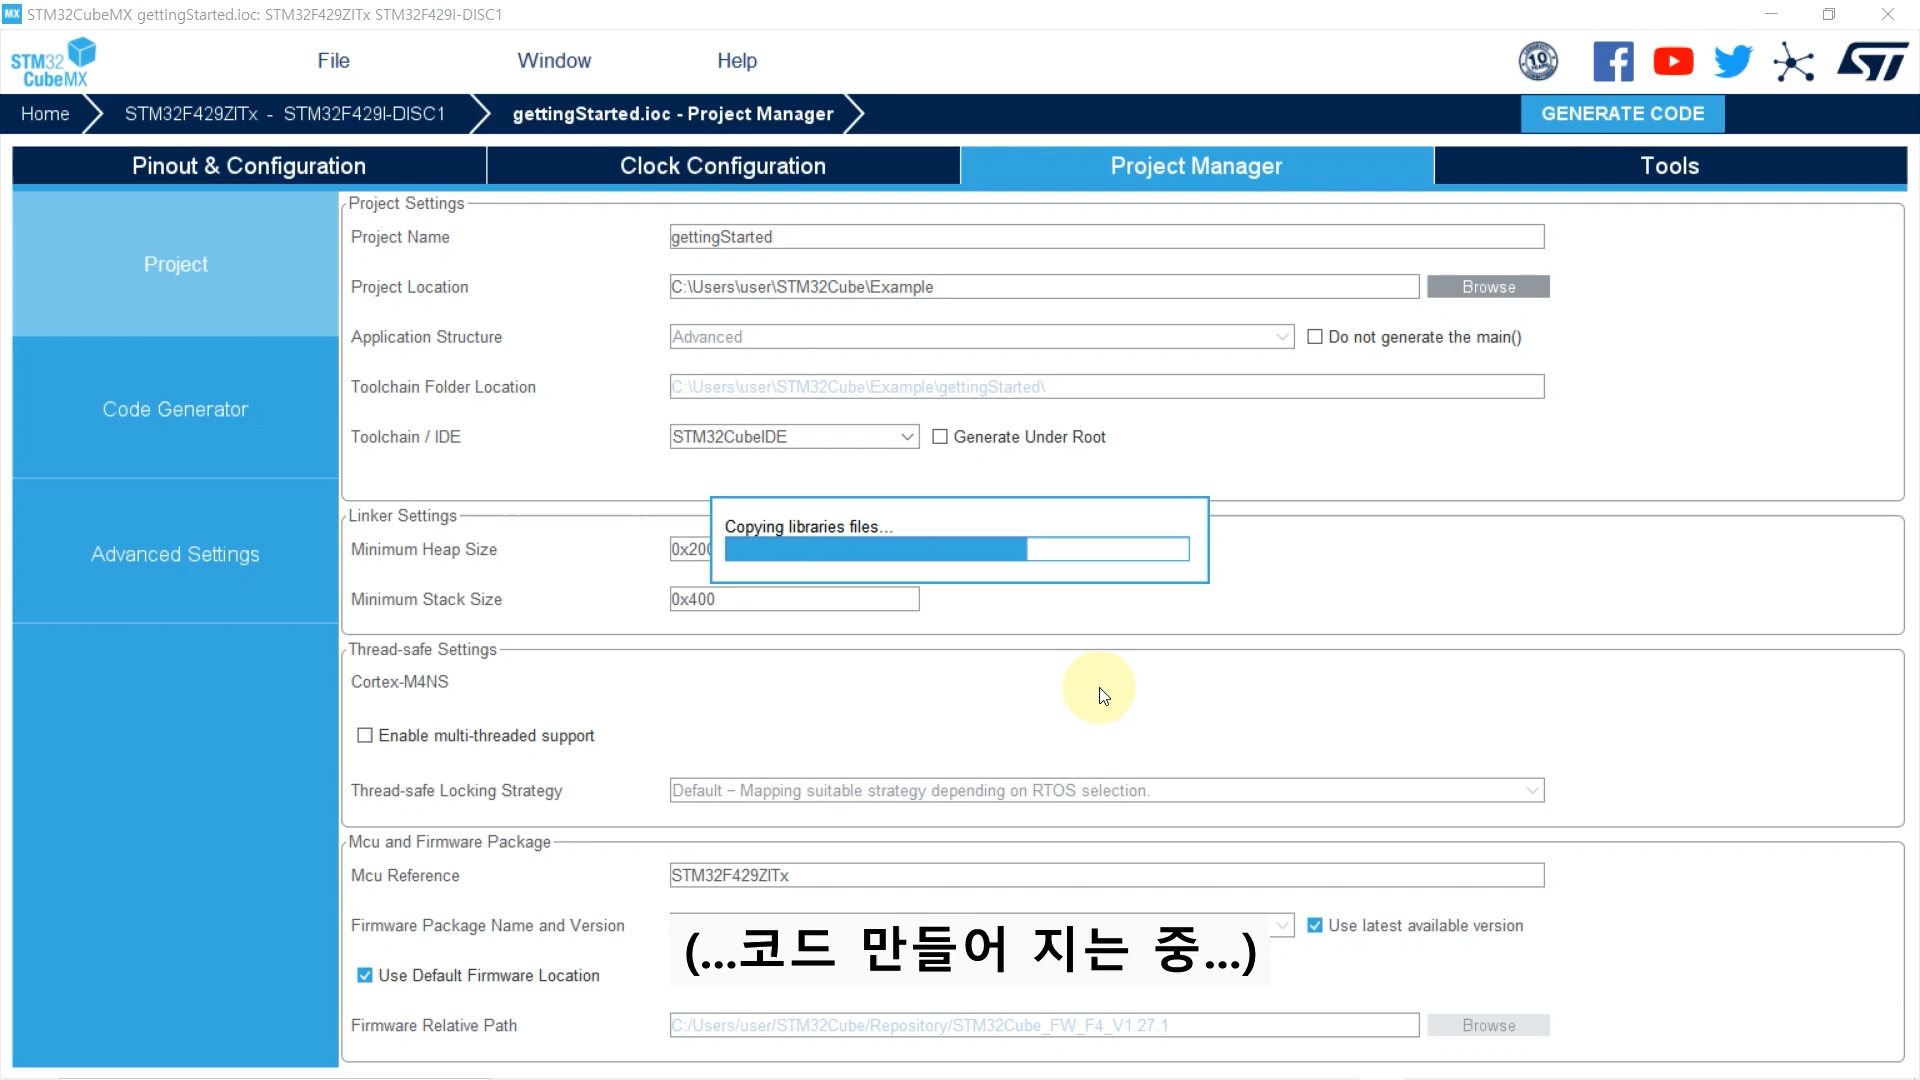 MX STM32CubeMX gettingStarted.ioc: STM32F429ZITx STM32F429I-DISC1
STM32
CubeMX
File
Window
Help
10
ST
Home
STM32F429ZITx - STM32F429I-DISC1
gettingStarted.ioc - Project Manager
GENERATE CODE
Pinout & Configuration
Clock Configuration
Project Manager
Tools
Project
Code Generator
Advanced Settings
Project Settings
Project Name
gettingStarted
Project Location
C:\Users\user\STM32Cube\Example
Browse
Application Structure
Advanced
Do not generate the main()
Toolchain Folder Location
C:\Users\user\STM32Cube\Example\gettingStarted\
Toolchain / IDE
STM32CubeIDE
Generate Under Root
Linker Settings
Copying libraries files...
Minimum Heap Size
0x200
Minimum Stack Size
0x400
Thread-safe Settings
Cortex-M4NS
Enable multi-threaded support
Thread-safe Locking Strategy
Default – Mapping suitable strategy depending on RTOS selection.
Mcu and Firmware Package
Mcu Reference
STM32F429ZITx
Firmware Package Name and Version
Use latest available version
(...코드 만들어 지는 중...)
Use Default Firmware Location
Firmware Relative Path
C:/Users/user/STM32Cube/Repository/STM32Cube_FW_F4_V1.27.1
Browse